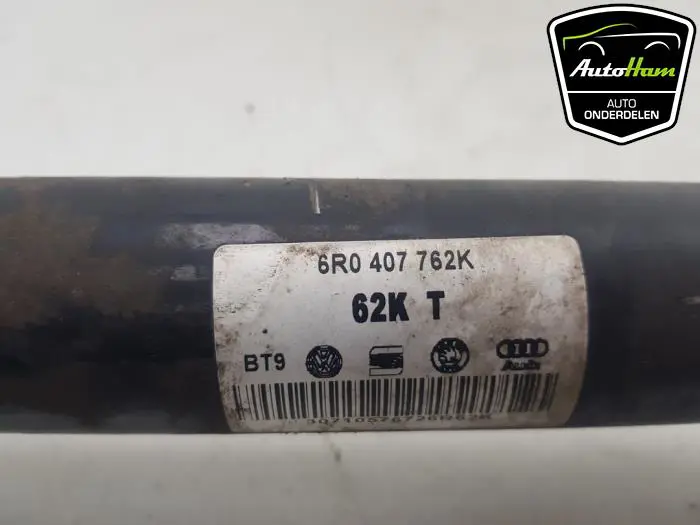 AutoHam
AUTO
ONDERDELEN
6R0 407 762K
62K T
BT9
Audi